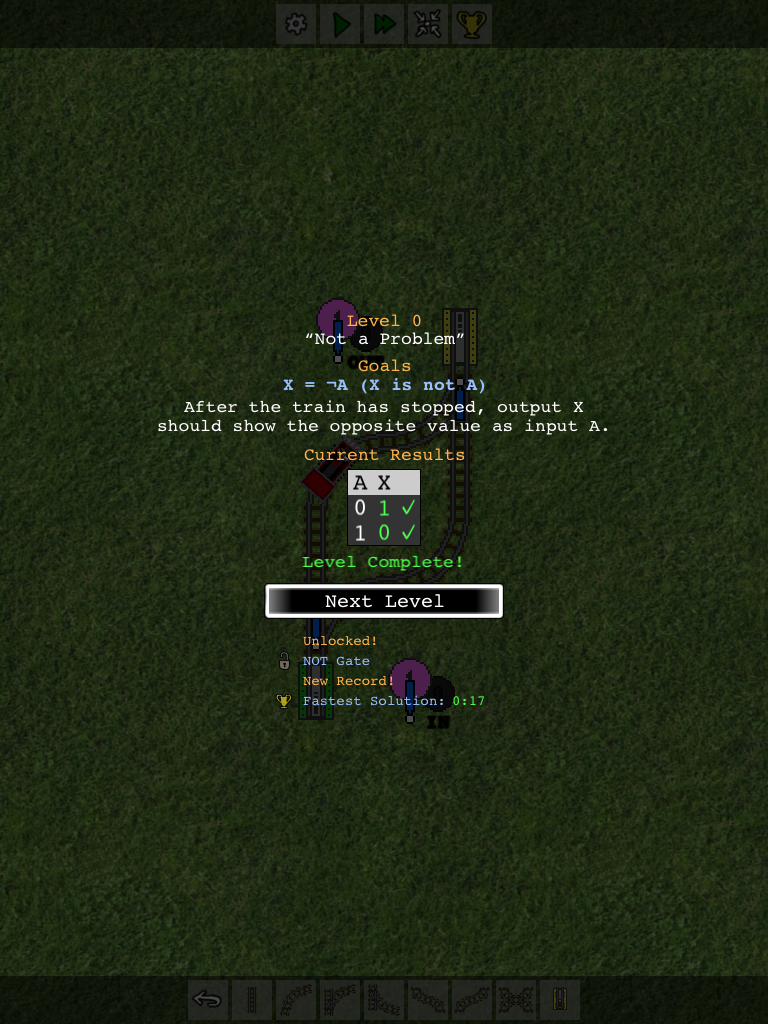 Level 0
“Not a Problem”
Goals
X = ¬A (X is not A)
After the train has stopped, output X
should show the opposite value as input A.
Current Results
A X
0 1 ✓
1 0 ✓
Level Complete!
Next Level
Unlocked!
NOT Gate
New Record!
Fastest Solution: 0:17
IN